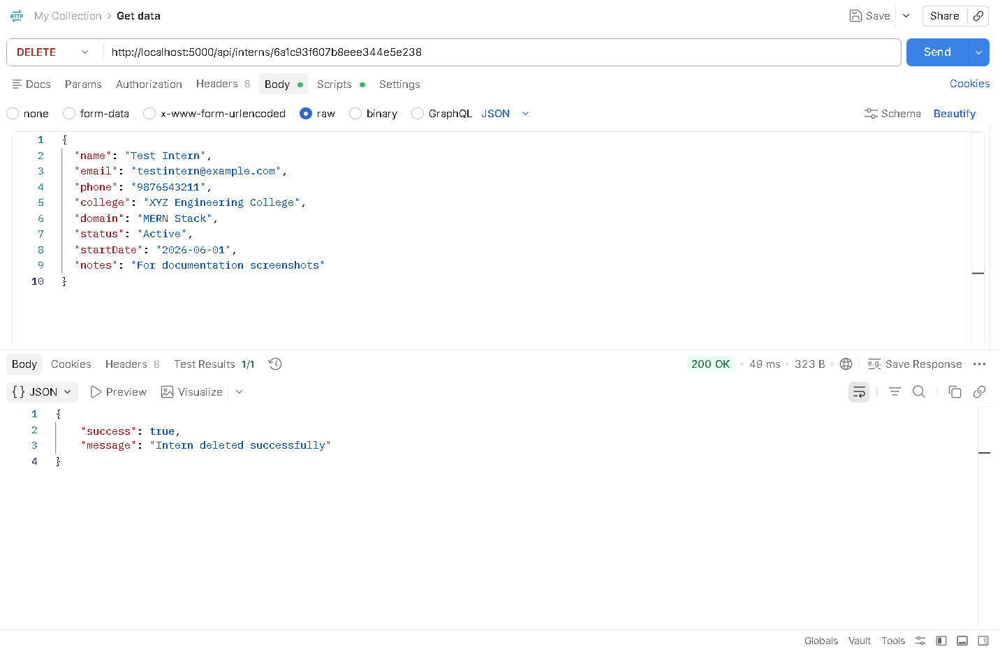 HTTP My Collection > Get data Save Share
DELETE http://localhost:5000/api/interns/6a1c93f607b8eee344e5e238 Send
Docs Params Authorization Headers 8 Body Scripts Settings Cookies
none form-data x-www-form-urlencoded raw binary GraphQL JSON Schema Beautify
1 {
2 "name": "Test Intern",
3 "email": "testintern@example.com",
4 "phone": "9876543211",
5 "college": "XYZ Engineering College",
6 "domain": "MERN Stack",
7 "status": "Active",
8 "startDate": "2026-06-01",
9 "notes": "For documentation screenshots"
10 }
Body Cookies Headers 8 Test Results 1/1 200 OK 49 ms 323 B e.g. Save Response
{} JSON Preview Visualize
1 {
2 "success": true,
3 "message": "Intern deleted successfully"
4 }
Globals Vault Tools